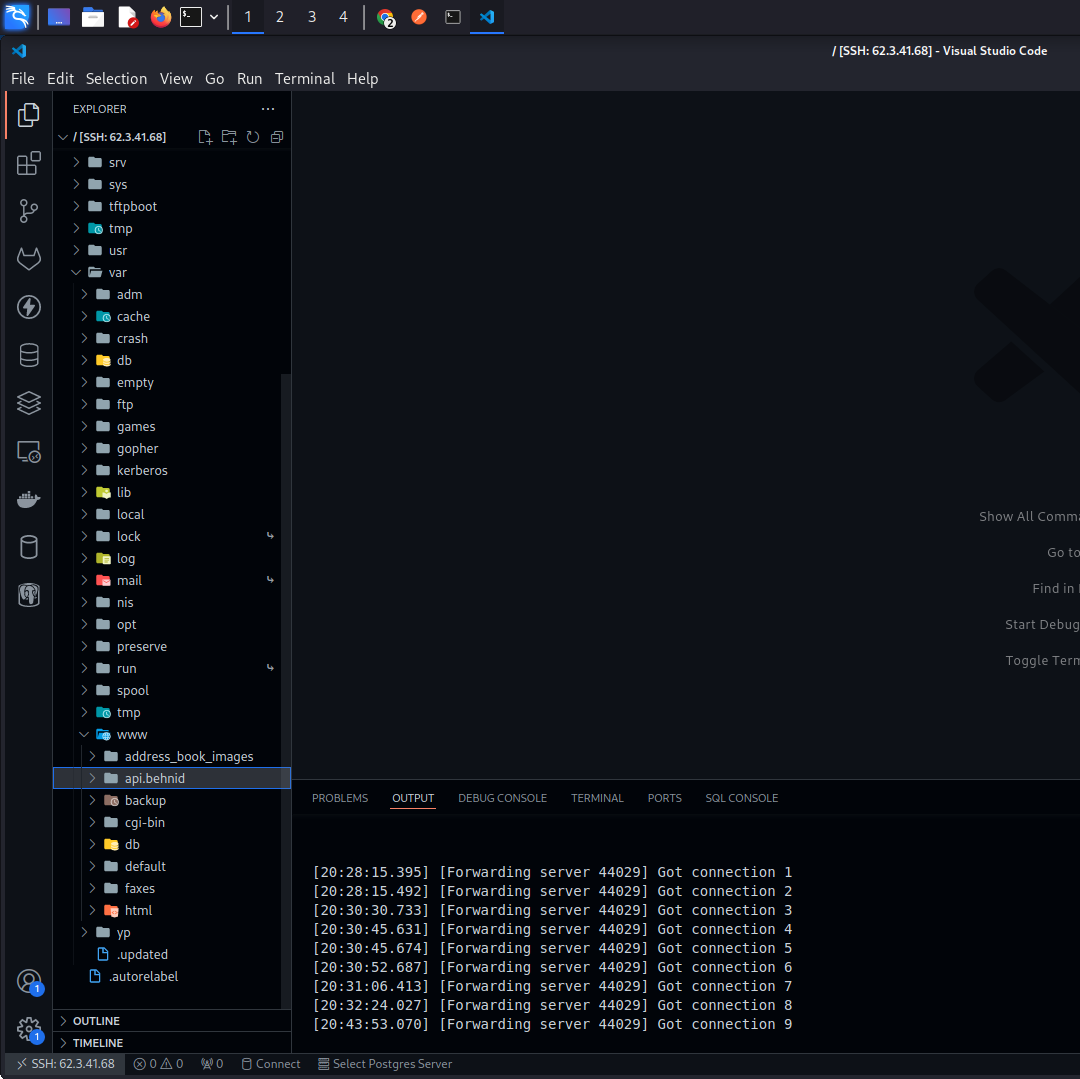 1 2 3 4
2
/ [SSH: 62.3.41.68] - Visual Studio Code
File Edit Selection View Go Run Terminal Help
EXPLORER
/ [SSH: 62.3.41.68]
srv
sys
tftpboot
tmp
usr
var
adm
cache
crash
db
empty
ftp
games
gopher
kerberos
lib
local
lock
log
mail
nis
opt
preserve
run
spool
tmp
www
address_book_images
api.behnid
backup
cgi-bin
db
default
faxes
html
yp
.updated
.autorelabel
OUTLINE
TIMELINE
1
1
Show All Comma
Go to
Find in
Start Debug
Toggle Term
PROBLEMS OUTPUT DEBUG CONSOLE TERMINAL PORTS SQL CONSOLE
[20:28:15.395] [Forwarding server 44029] Got connection 1
[20:28:15.492] [Forwarding server 44029] Got connection 2
[20:30:30.733] [Forwarding server 44029] Got connection 3
[20:30:45.631] [Forwarding server 44029] Got connection 4
[20:30:45.674] [Forwarding server 44029] Got connection 5
[20:30:52.687] [Forwarding server 44029] Got connection 6
[20:31:06.413] [Forwarding server 44029] Got connection 7
[20:32:24.027] [Forwarding server 44029] Got connection 8
[20:43:53.070] [Forwarding server 44029] Got connection 9
SSH: 62.3.41.68 0 0 0 Connect Select Postgres Server